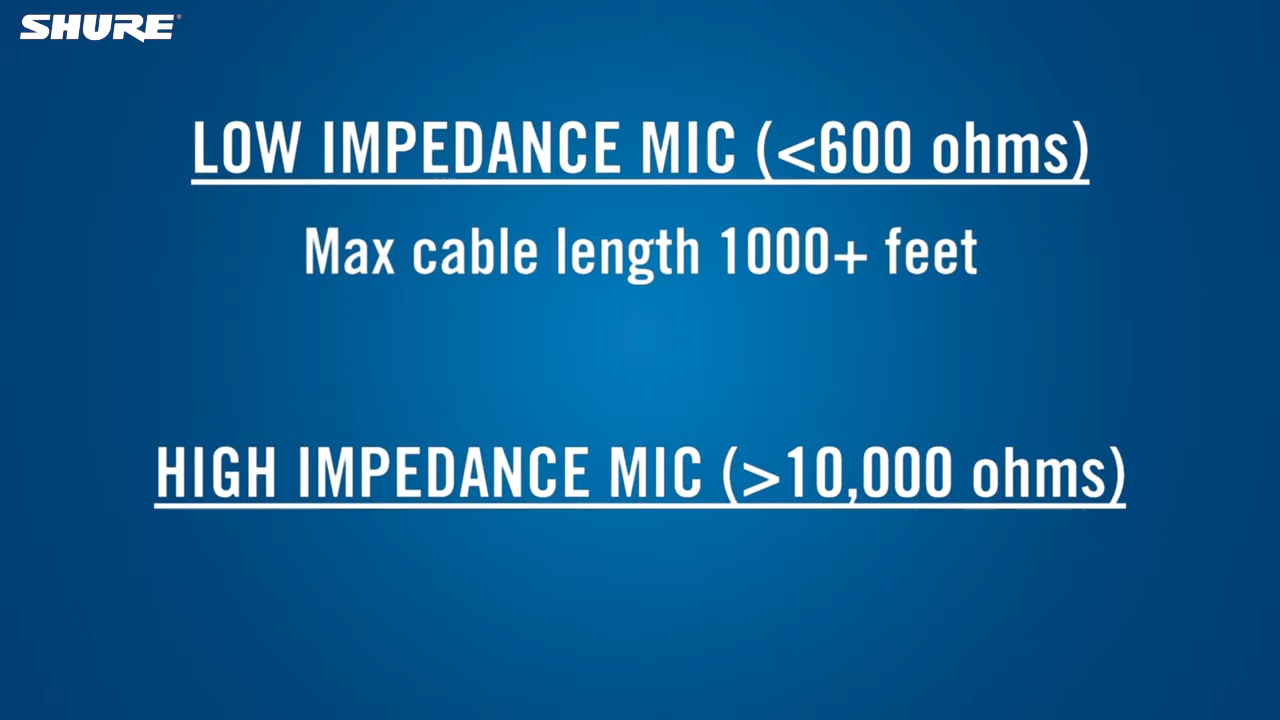 SHURE®
LOW IMPEDANCE MIC (<600 ohms)
Max cable length 1000+ feet
HIGH IMPEDANCE MIC (>10,000 ohms)